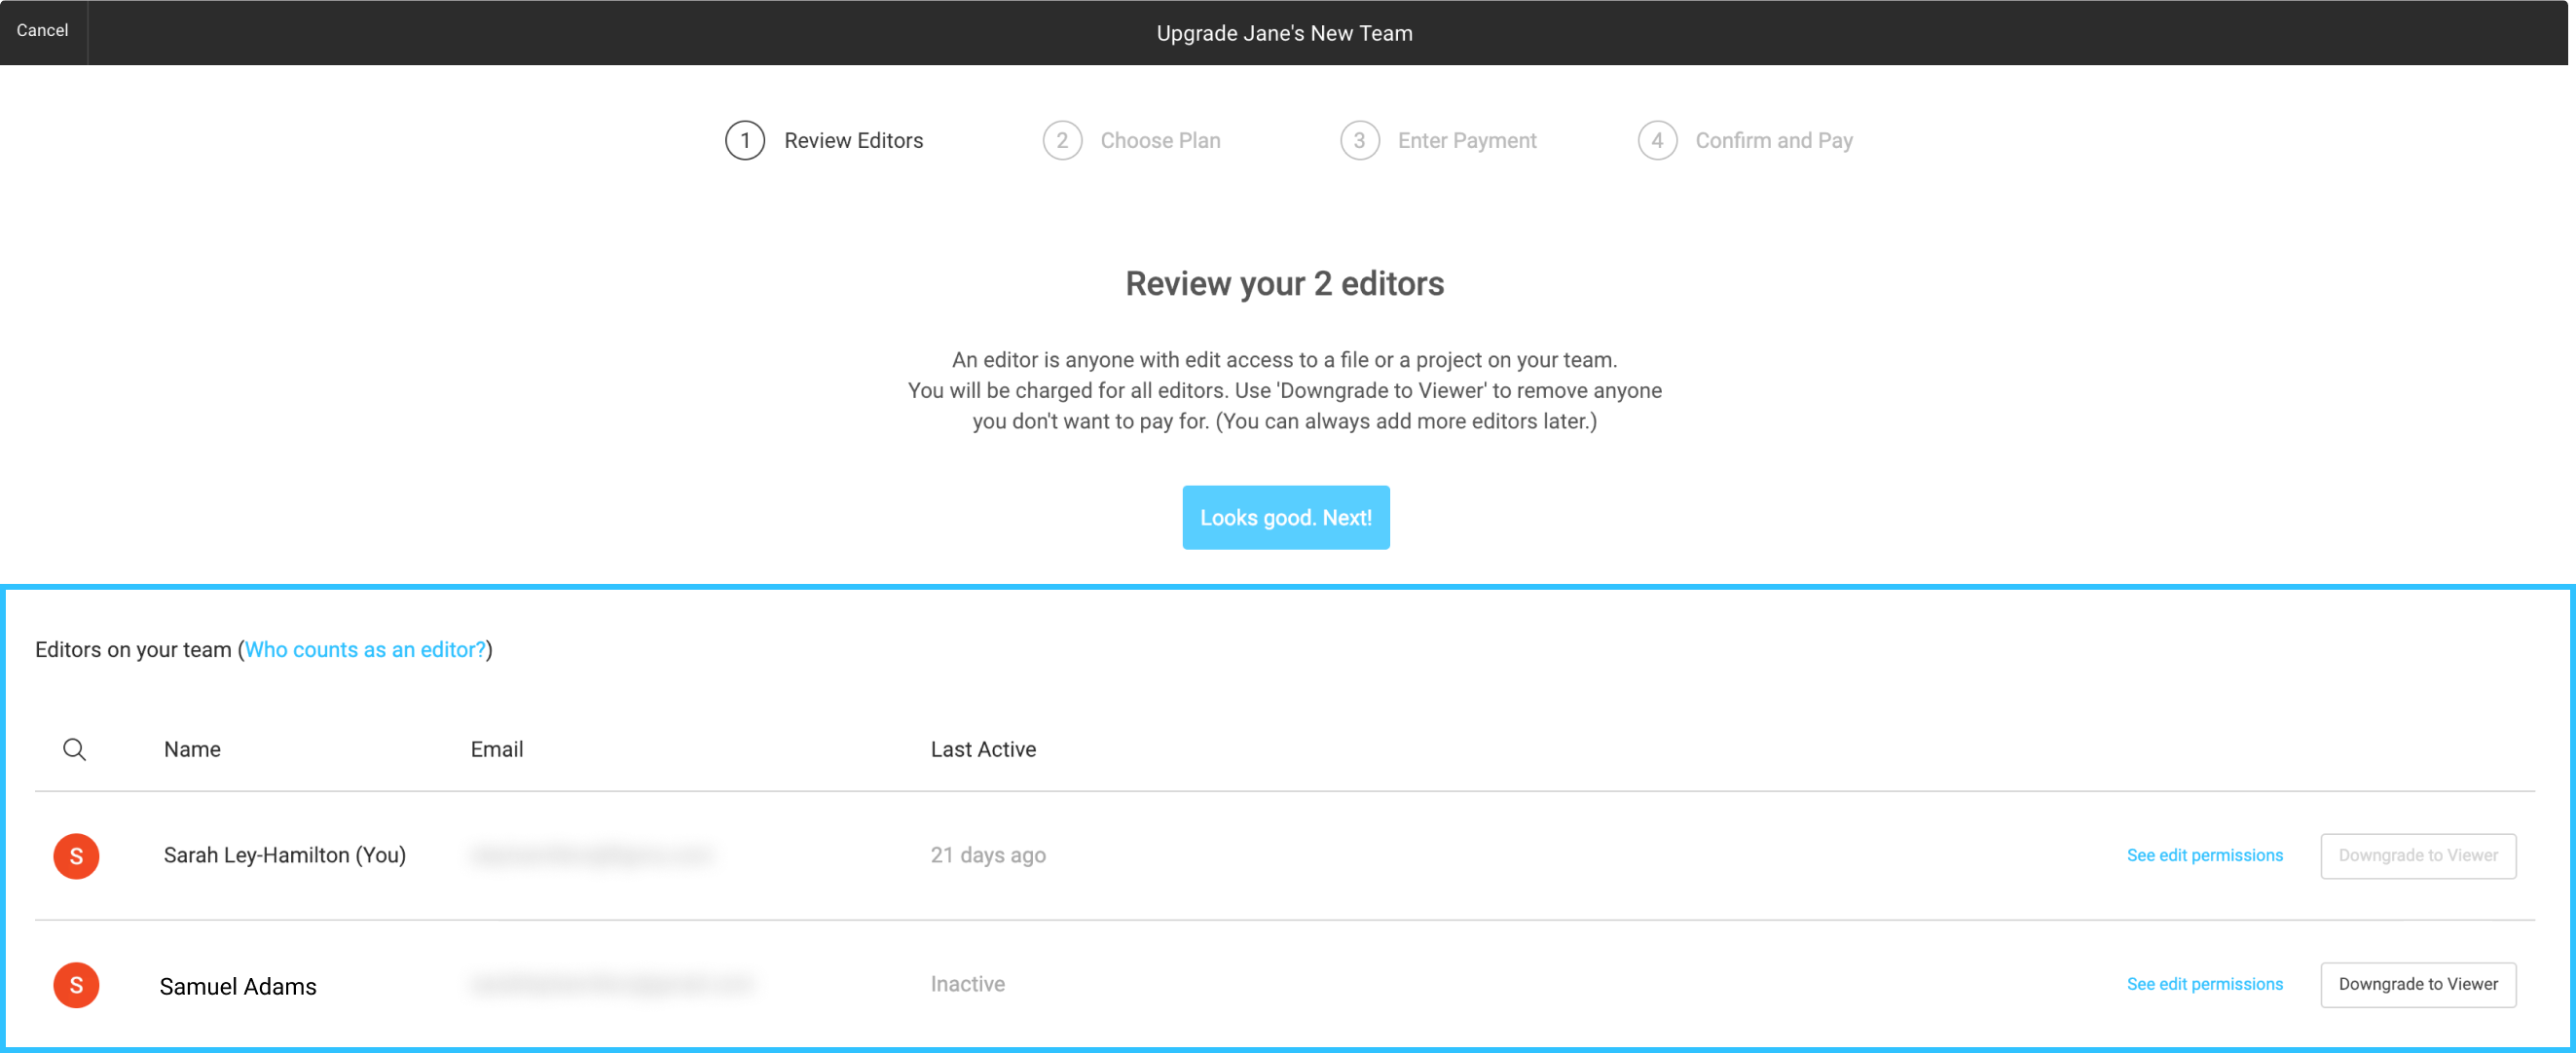 Cancel
Upgrade Jane's New Team
1 Review Editors
2 Choose Plan
3 Enter Payment
4 Confirm and Pay
Review your 2 editors
An editor is anyone with edit access to a file or a project on your team.
You will be charged for all editors. Use 'Downgrade to Viewer' to remove anyone
you don't want to pay for. (You can always add more editors later.)
Looks good. Next!
Editors on your team (Who counts as an editor?)
Name Email Last Active
S Sarah Ley-Hamilton (You) 21 days ago See edit permissions Downgrade to Viewer
S Samuel Adams Inactive See edit permissions Downgrade to Viewer